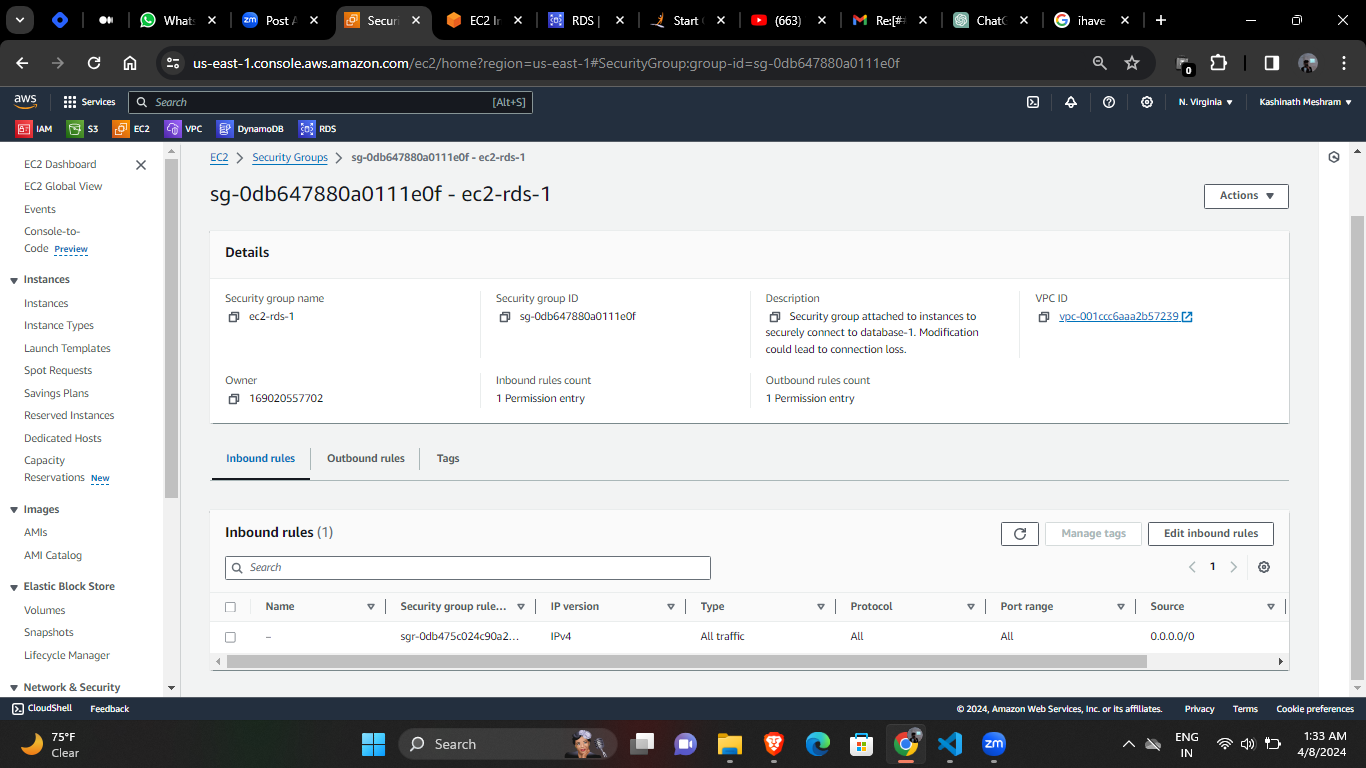 Whats
Post A
Securi
EC2 In
RDS |
Start
(663)
Re:[##
ChatG
ihave
us-east-1.console.aws.amazon.com/ec2/home?region=us-east-1#SecurityGroup:group-id=sg-0db647880a0111e0f
0
aws
Services
Search
[Alt+S]
N. Virginia
Kashinath Meshram
IAM
S3
EC2
VPC
DynamoDB
RDS
EC2 Dashboard
EC2 Global View
Events
Console-to-
Code Preview
Instances
Instances
Instance Types
Launch Templates
Spot Requests
Savings Plans
Reserved Instances
Dedicated Hosts
Capacity
Reservations New
Images
AMIs
AMI Catalog
Elastic Block Store
Volumes
Snapshots
Lifecycle Manager
Network & Security
EC2 > Security Groups > sg-0db647880a0111e0f - ec2-rds-1
sg-0db647880a0111e0f - ec2-rds-1
Actions
Details
Security group name
ec2-rds-1
Security group ID
sg-0db647880a0111e0f
Description
Security group attached to instances to
securely connect to database-1. Modification
could lead to connection loss.
VPC ID
vpc-001ccc6aaa2b57239
Owner
169020557702
Inbound rules count
1 Permission entry
Outbound rules count
1 Permission entry
Inbound rules
Outbound rules
Tags
Inbound rules (1)
Manage tags
Edit inbound rules
Search
1
Name
Security group rule...
IP version
Type
Protocol
Port range
Source
–
sgr-0db475c024c90a2...
IPv4
All traffic
All
All
0.0.0.0/0
CloudShell
Feedback
© 2024, Amazon Web Services, Inc. or its affiliates.
Privacy
Terms
Cookie preferences
75°F
Clear
Search
zm
ENG
IN
1:33 AM
4/8/2024